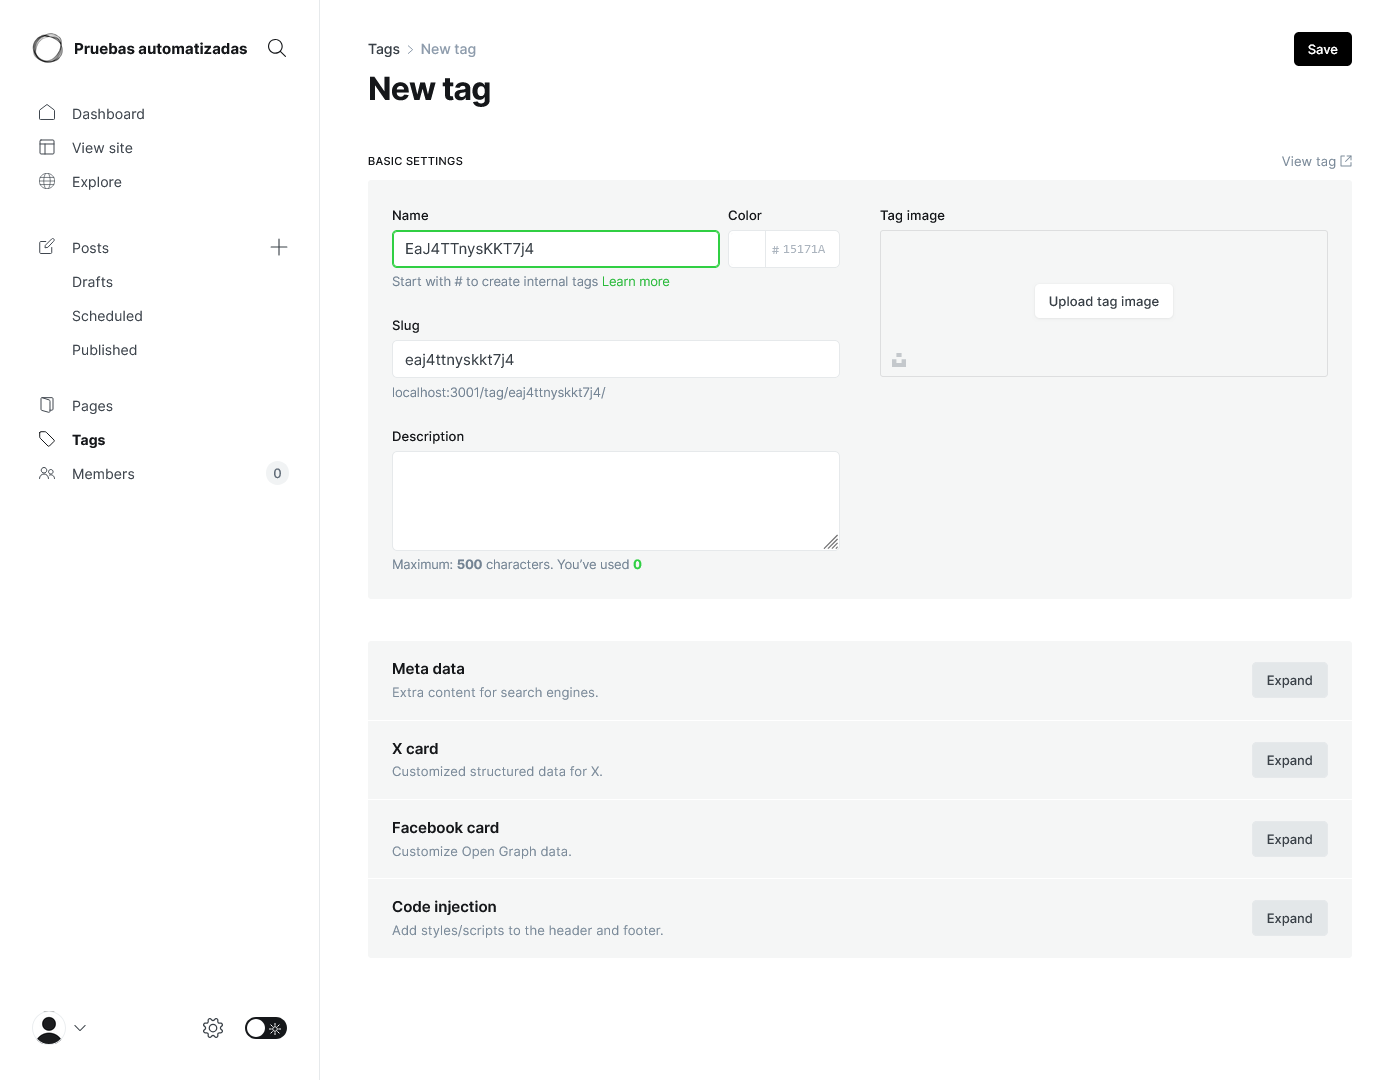 Pruebas automatizadas
Dashboard
View site
Explore
Posts
Drafts
Scheduled
Published
Pages
Tags
Members
0
Tags > New tag
Save
New tag
BASIC SETTINGS
View tag
Name
EaJ4TTnysKKT7j4
Start with # to create internal tags Learn more
Color
# 15171A
Slug
eaj4ttnyskkt7j4
localhost:3001/tag/eaj4ttnyskkt7j4/
Description
Maximum: 500 characters. You’ve used 0
Tag image
Upload tag image
Meta data
Extra content for search engines.
Expand
X card
Customized structured data for X.
Expand
Facebook card
Customize Open Graph data.
Expand
Code injection
Add styles/scripts to the header and footer.
Expand